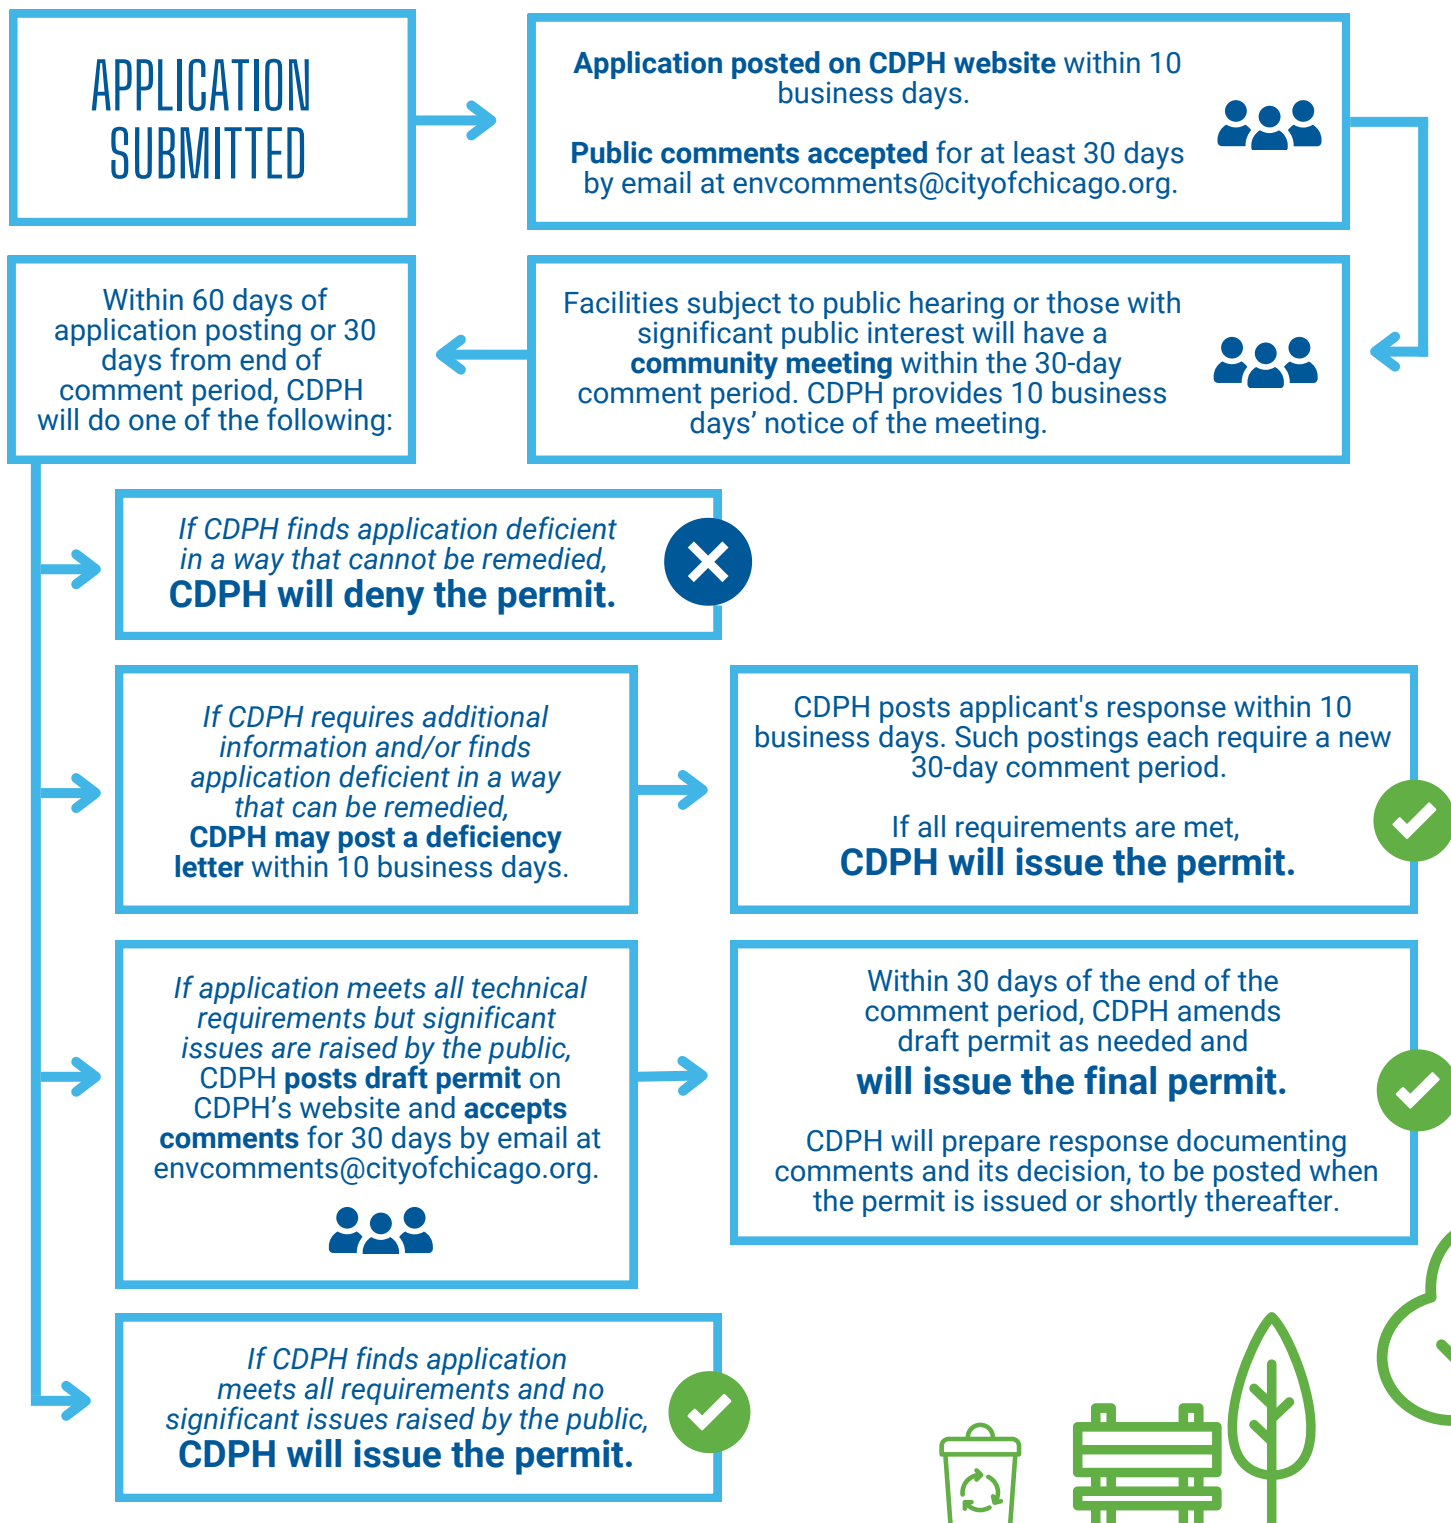 APPLICATION
SUBMITTED
Application posted on CDPH website within 10
business days.
Public comments accepted for at least 30 days
by email at envcomments@cityofchicago.org.
Facilities subject to public hearing or those with
significant public interest will have a
community meeting within the 30-day
comment period. CDPH provides 10 business
days’ notice of the meeting.
Within 60 days of
application posting or 30
days from end of
comment period, CDPH
will do one of the following:
If CDPH finds application deficient
in a way that cannot be remedied,
CDPH will deny the permit.
If CDPH requires additional
information and/or finds
application deficient in a way
that can be remedied,
CDPH may post a deficiency
letter within 10 business days.
CDPH posts applicant's response within 10
business days. Such postings each require a new
30-day comment period.
If all requirements are met,
CDPH will issue the permit.
If application meets all technical
requirements but significant
issues are raised by the public,
CDPH posts draft permit on
CDPH’s website and accepts
comments for 30 days by email at
envcomments@cityofchicago.org.
Within 30 days of the end of the
comment period, CDPH amends
draft permit as needed and
will issue the final permit.
CDPH will prepare response documenting
comments and its decision, to be posted when
the permit is issued or shortly thereafter.
If CDPH finds application
meets all requirements and no
significant issues raised by the public,
CDPH will issue the permit.